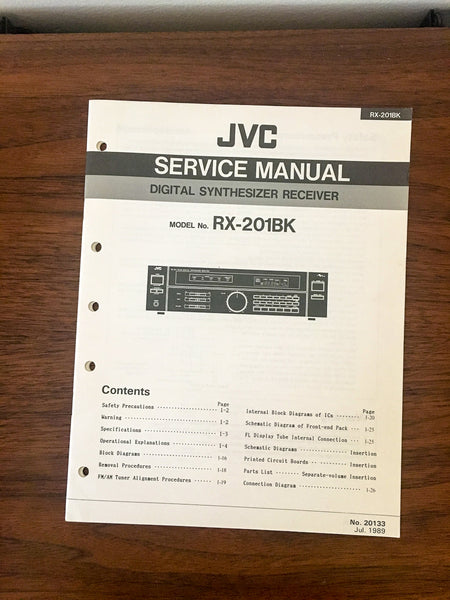 RX-201BK
JVC
SERVICE MANUAL
DIGITAL SYNTHESIZER RECEIVER
MODEL No. RX-201BK
JVC
Contents
Page
Safety Precautions 1-2
Warning 1-2
Specifications 1-3
Operational Explanations 1-4
Block Diagrams 1-16
Removal Procedures 1-18
FM/AM Tuner Alignment Procedures 1-19
Page
internal Block Diagrams of ICs 1-20
Schematic Diagram of Front-end Pack 1-25
FL Display Tube Internal Connection 1-25
Schematic Diagrams Insertion
Printed Circuit Boards Insertion
Parts List Separate-volume Insertion
Connection Diagram 1-26
No. 20133
Jul. 1989